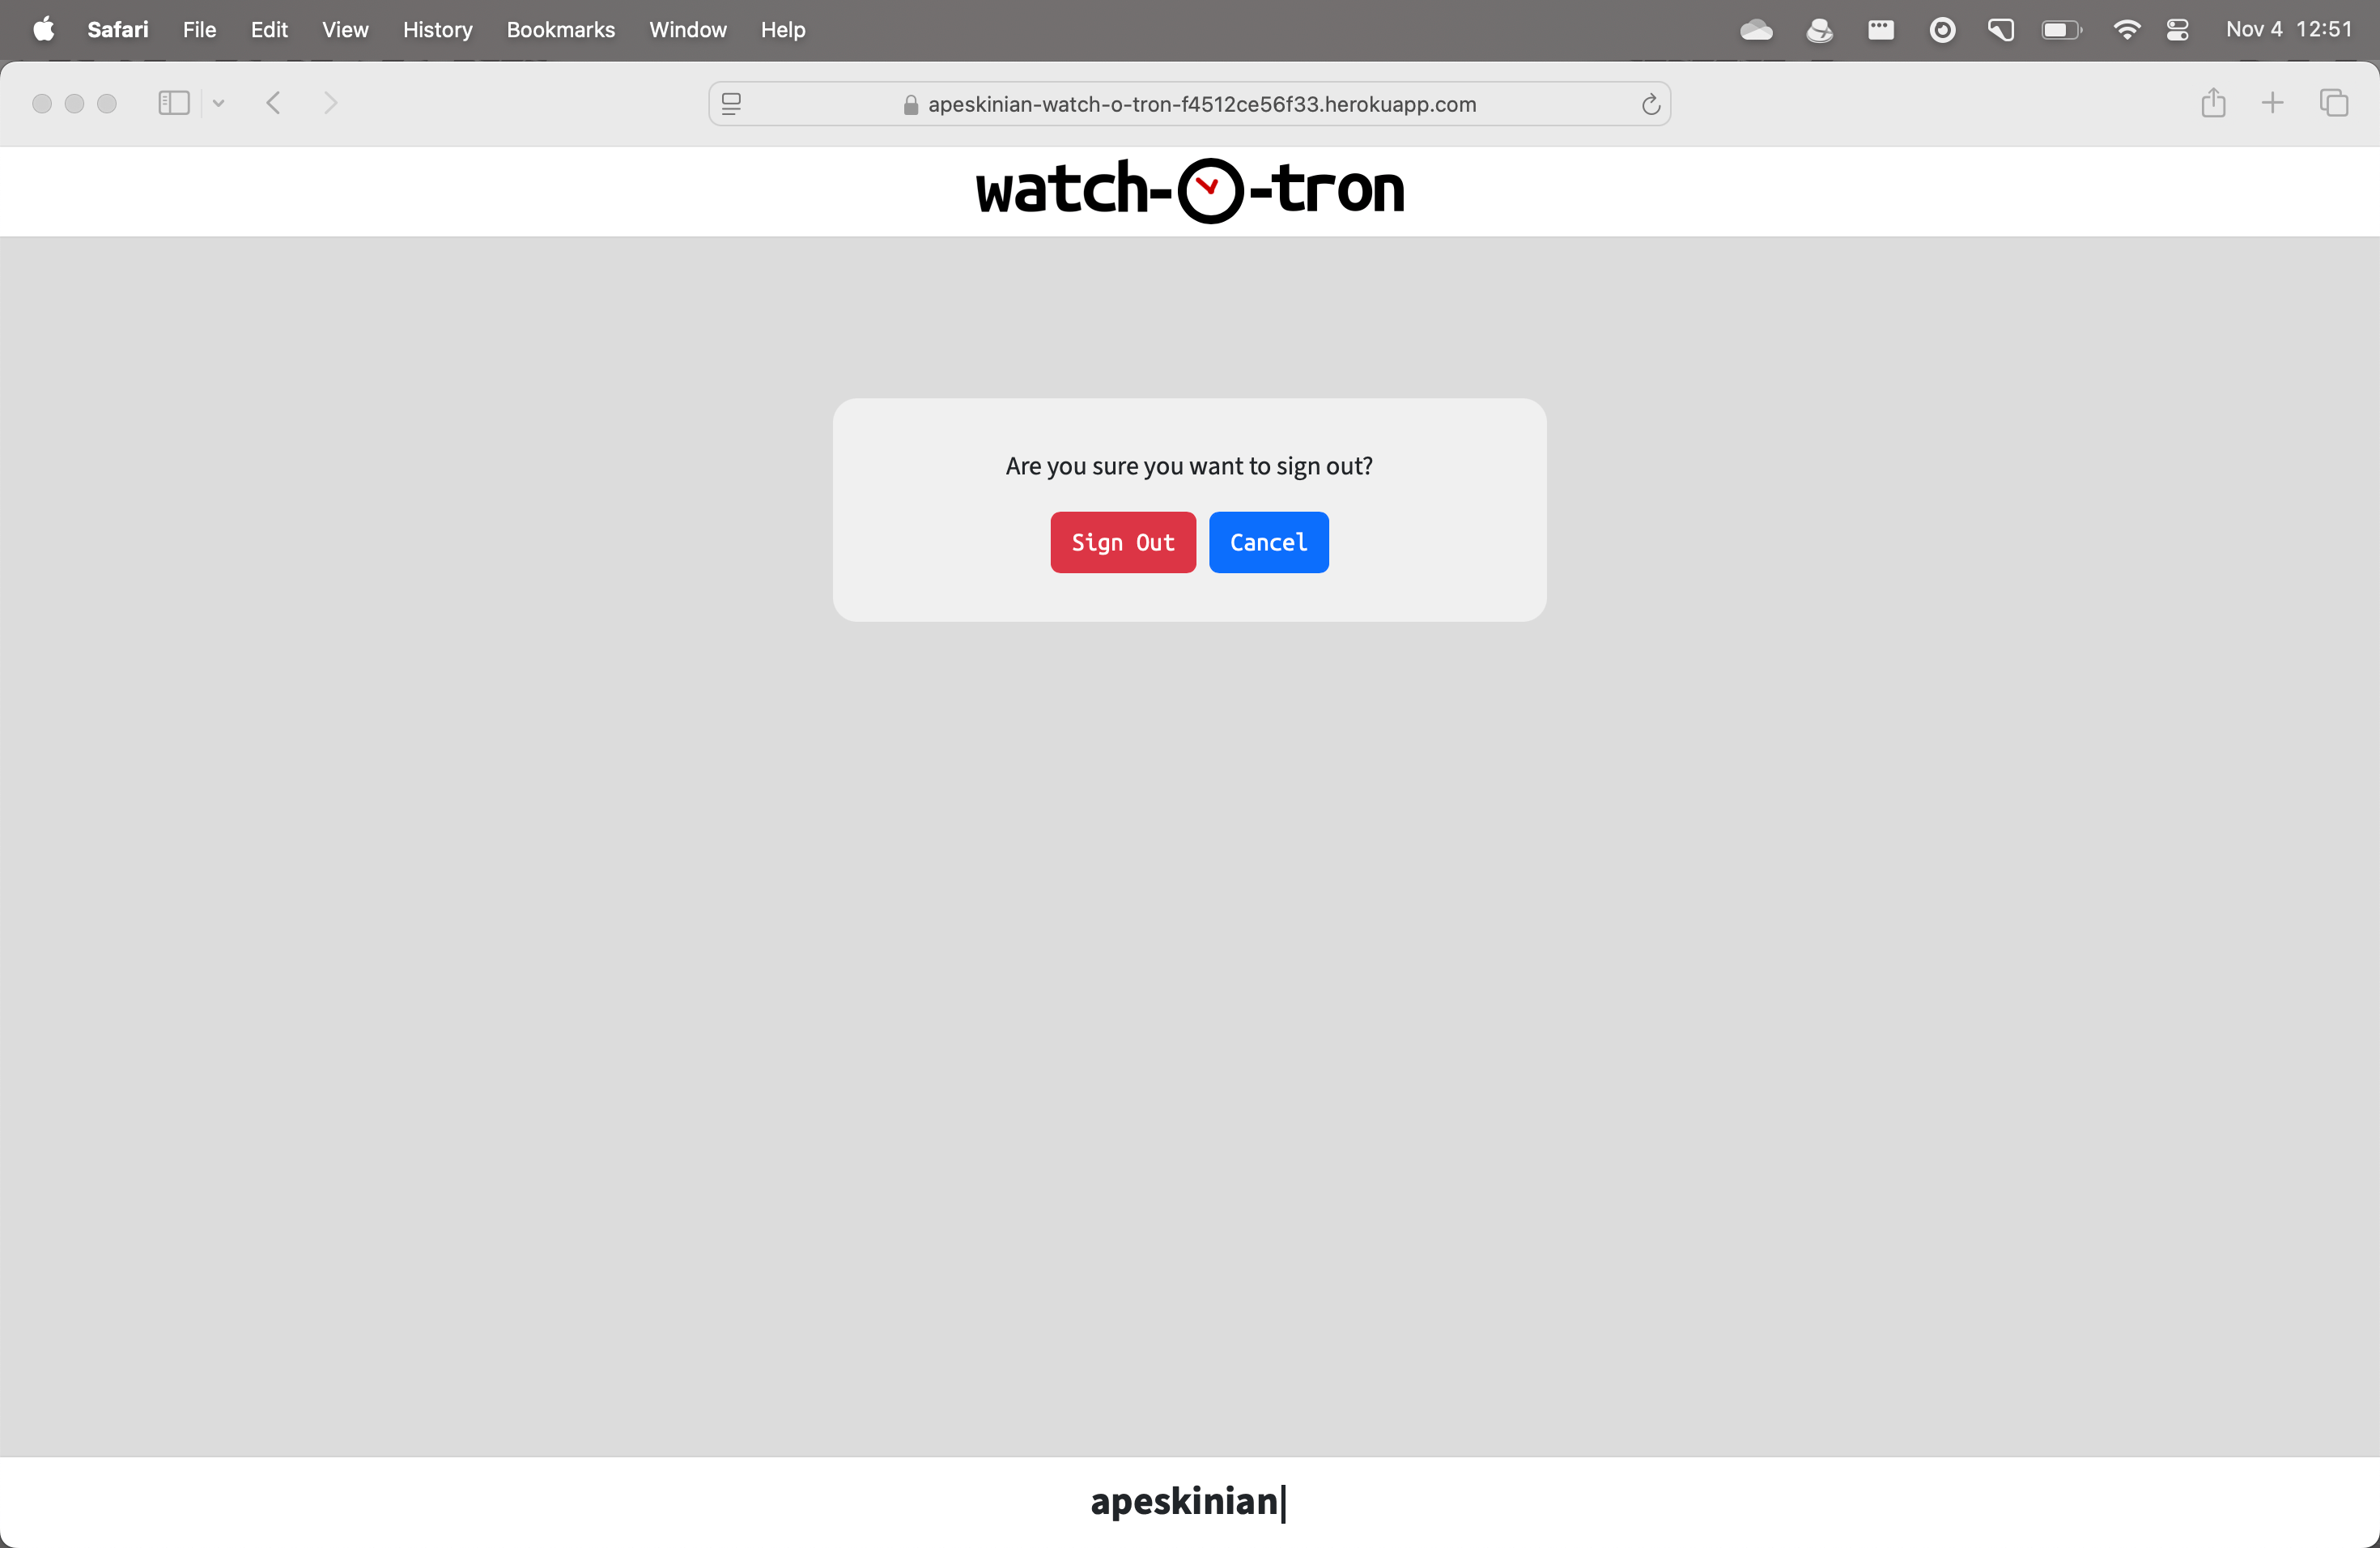 Safari File Edit View History Bookmarks Window Help Nov 4 12:51
apeskinian-watch-o-tron-f4512ce56f33.herokuapp.com
watch-O-tron
Are you sure you want to sign out?
Sign Out Cancel
apeskinian|